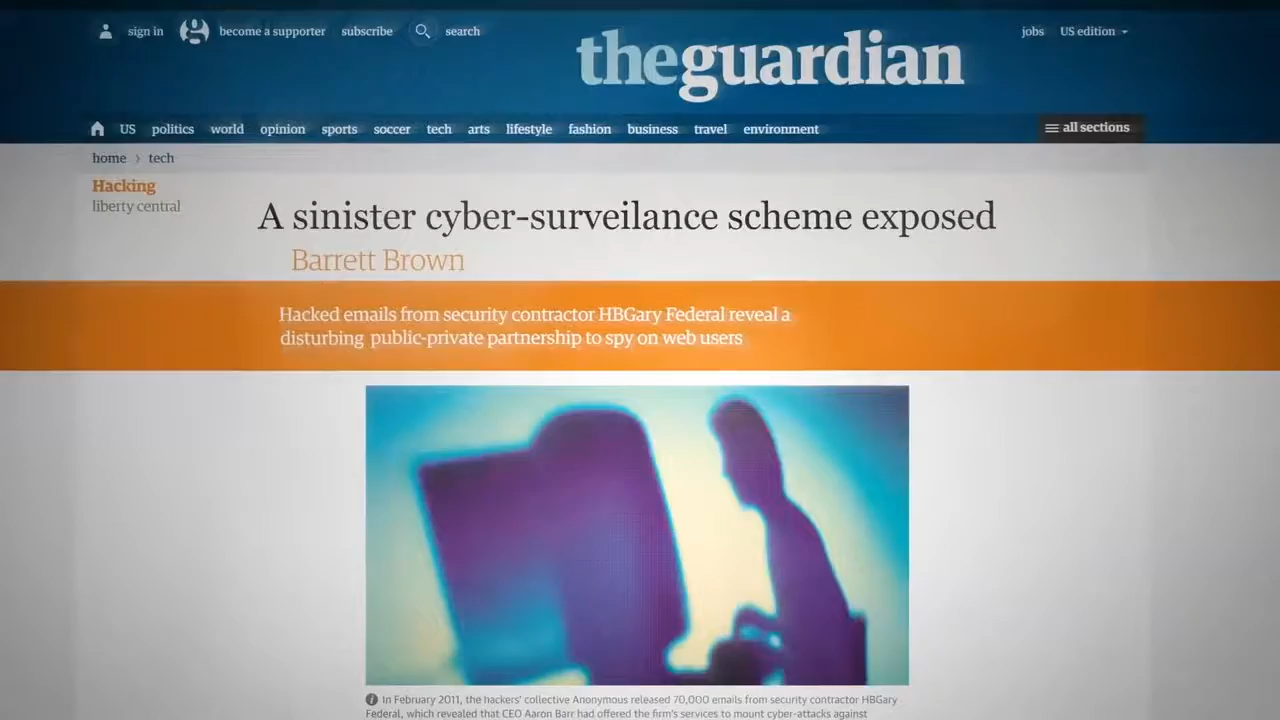 sign in become a supporter subscribe search jobs US edition
theguardian
US politics world opinion sports soccer tech arts lifestyle fashion business travel environment all sections
home › tech
Hacking
liberty central
A sinister cyber-surveilance scheme exposed
Barrett Brown
Hacked emails from security contractor HBGary Federal reveal a
disturbing public-private partnership to spy on web users
In February 2011, the hackers' collective Anonymous released 70,000 emails from security contractor HBGary
Federal, which revealed that CEO Aaron Barr had offered the firm's services to mount cyber-attacks against